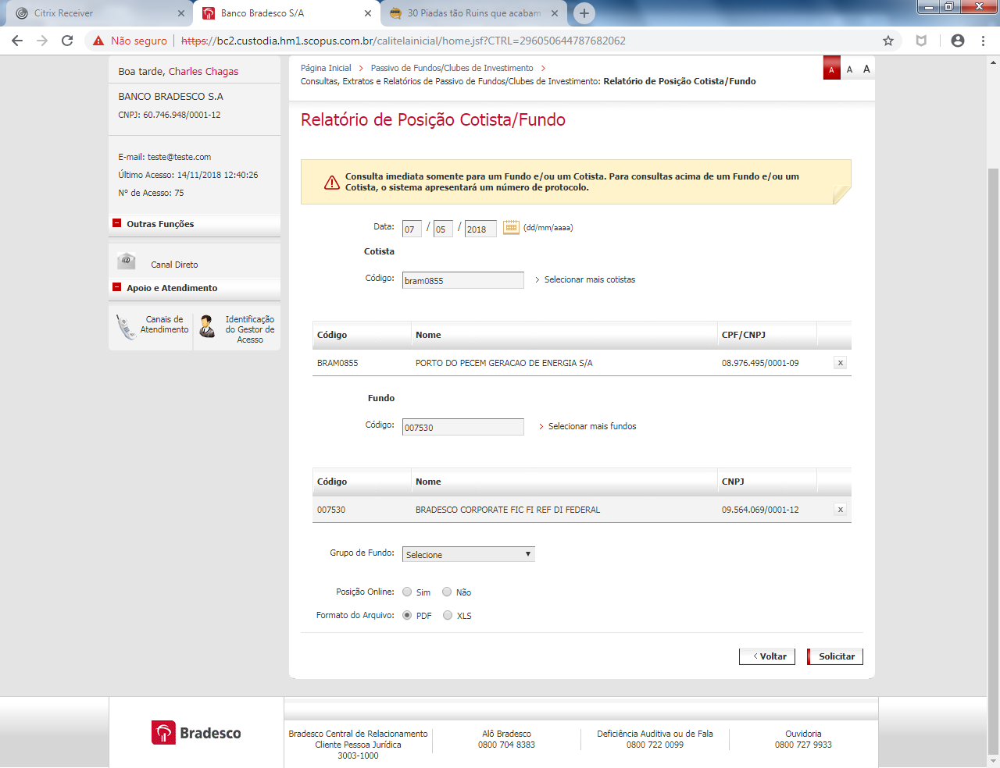 Citrix Receiver
Banco Bradesco S/A
30 Piadas tão Ruins que acabam
Não seguro
https://bc2.custodia.hm1.scopus.com.br/calitelainicial/home.jsf?CTRL=296050644787682062
Boa tarde, Charles Chagas
BANCO BRADESCO S.A
CNPJ: 60.746.948/0001-12
E-mail: teste@teste.com
Último Acesso: 14/11/2018 12:40:26
Nº de Acesso: 75
Outras Funções
Canal Direto
Apoio e Atendimento
Canais de
Atendimento
Identificação
do Gestor de
Acesso
Página Inicial > Passivo de Fundos/Clubes de Investimento >
Consultas, Extratos e Relatórios de Passivo de Fundos/Clubes de Investimento: Relatório de Posição Cotista/Fundo
A A A
Relatório de Posição Cotista/Fundo
Consulta imediata somente para um Fundo e/ou um Cotista. Para consultas acima de um Fundo e/ou um
Cotista, o sistema apresentará um número de protocolo.
Data: 07 / 05 / 2018 (dd/mm/aaaa)
Cotista
Código: bram0855 > Selecionar mais cotistas
Código Nome CPF/CNPJ
BRAM0855 PORTO DO PECEM GERACAO DE ENERGIA S/A 08.976.495/0001-09 x
Fundo
Código: 007530 > Selecionar mais fundos
Código Nome CNPJ
007530 BRADESCO CORPORATE FIC FI REF DI FEDERAL 09.564.069/0001-12 x
Grupo de Fundo: Selecione
Posição Online: Sim Não
Formato do Arquivo: PDF XLS
< Voltar
Solicitar
Bradesco
Bradesco Central de Relacionamento
Cliente Pessoa Jurídica
3003-1000
Alô Bradesco
0800 704 8383
Deficiência Auditiva ou de Fala
0800 722 0099
Ouvidoria
0800 727 9933